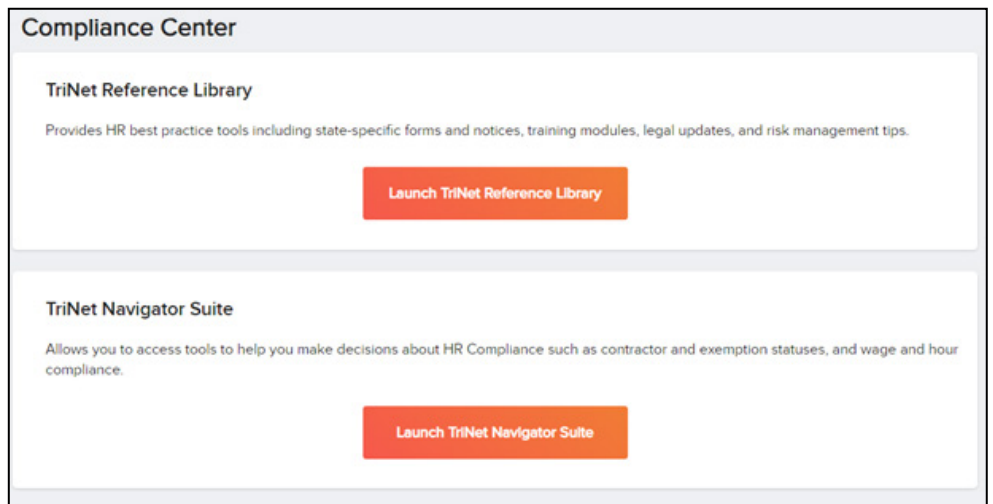 Compliance Center
TriNet Reference Library
Provides HR best practice tools including state-specific forms and notices, training modules, legal updates, and risk management tips.
Launch TriNet Reference Library
TriNet Navigator Suite
Allows you to access tools to help you make decisions about HR Compliance such as contractor and exemption statuses, and wage and hour
compliance.
Launch TriNet Navigator Suite